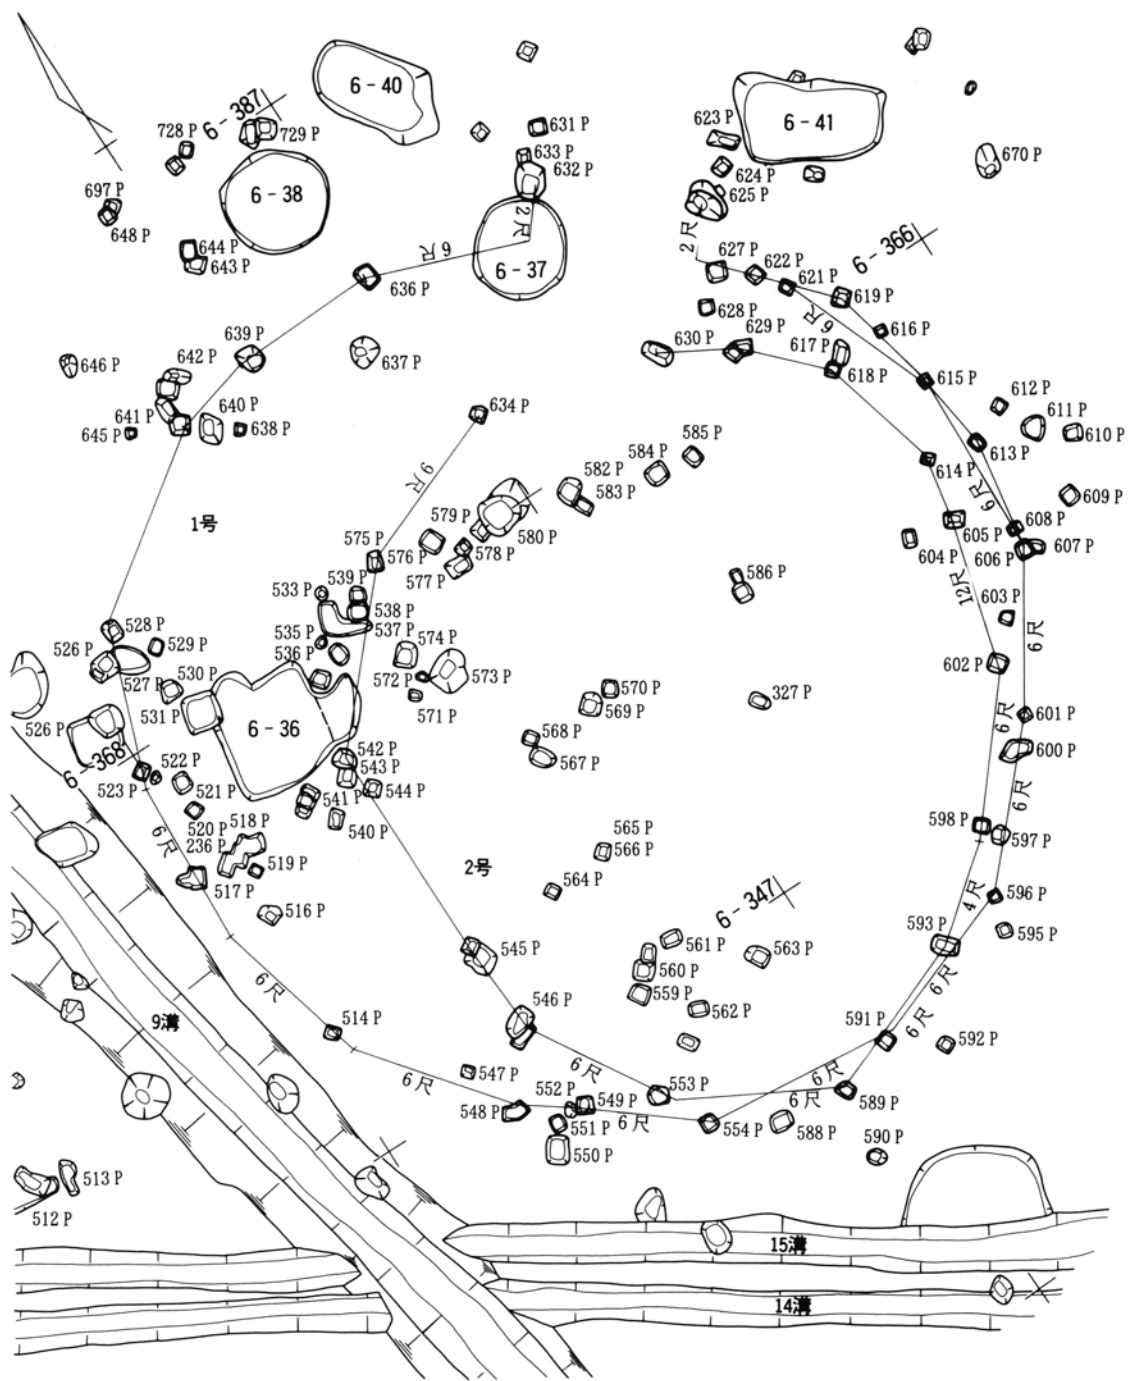 6-40
6-41
6-387
623 P
631 P
728 P
729 P
633 P
632 P
670 P
624 P
625 P
6-38
697 P
648 P
2尺
2尺
6-366
644 P
643 P
6尺
6-37
627 P
622 P
621 P
619 P
636 P
628 P
6尺
616 P
639 P
629 P
617 P
630 P
646 P
642 P
637 P
618 P
615 P
612 P
611 P
641 P
640 P
634 P
645 P
638 P
610 P
613 P
585 P
584 P
614 P
6尺
582 P
583 P
6尺
609 P
1号
579 P
580 P
608 P
575 P
576 P
578 P
605 P
604 P
606 P
607 P
577 P
586 P
12尺
533 P
539 P
538 P
603 P
528 P
537 P
535 P
574 P
6尺
526 P
529 P
536 P
602 P
527 P
530 P
572 P
573 P
531 P
571 P
570 P
569 P
327 P
526 P
6-36
568 P
6尺
601 P
6-368
542 P
567 P
600 P
522 P
543 P
523 P
521 P
541 P
544 P
6尺
520 P
518 P
540 P
565 P
598 P
597 P
6尺
236 P
566 P
519 P
2号
517 P
564 P
6-347
4尺
596 P
516 P
561 P
563 P
593 P
595 P
545 P
560 P
6尺
6尺
559 P
546 P
562 P
9溝
514 P
591 P
6尺
592 P
6尺
6尺
6尺
547 P
553 P
552 P
549 P
6尺
589 P
548 P
551 P
6尺
554 P
588 P
550 P
590 P
513 P
512 P
15溝
14溝